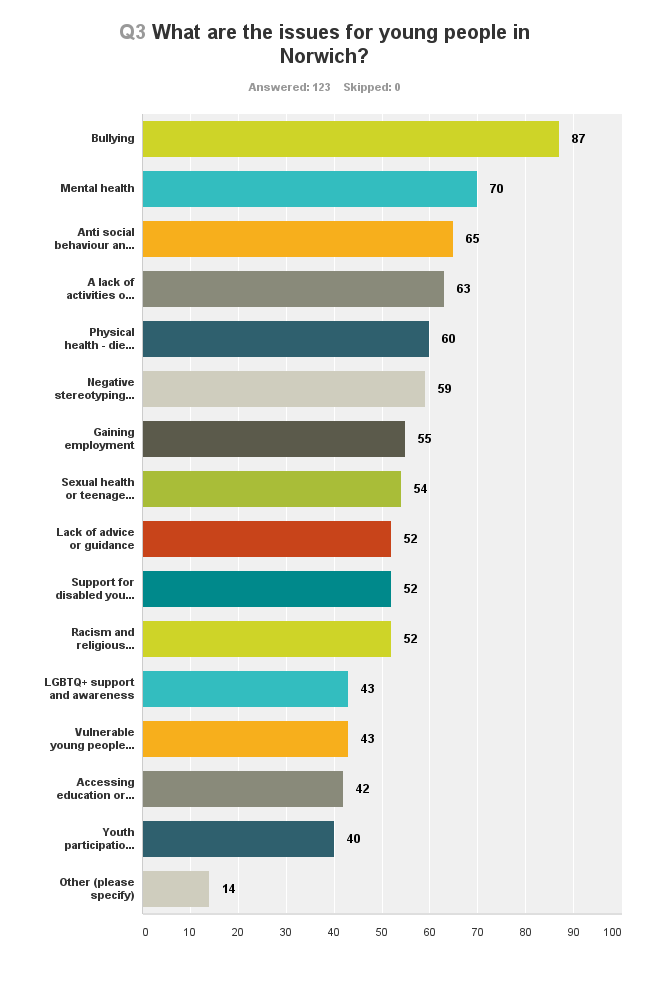 Q3 What are the issues for young people in
Norwich?
Answered: 123 Skipped: 0
Bullying
87
Mental health
70
Anti social
behaviour an...
65
A lack of
activities o...
63
Physical
health - die...
60
Negative
stereotyping...
59
Gaining
employment
55
Sexual health
or teenage...
54
Lack of advice
or guidance
52
Support for
disabled you...
52
Racism and
religious...
52
LGBTQ+ support
and awareness
43
Vulnerable
young people...
43
Accessing
education or...
42
Youth
participatio...
40
Other (please
specify)
14
0 10 20 30 40 50 60 70 80 90 100